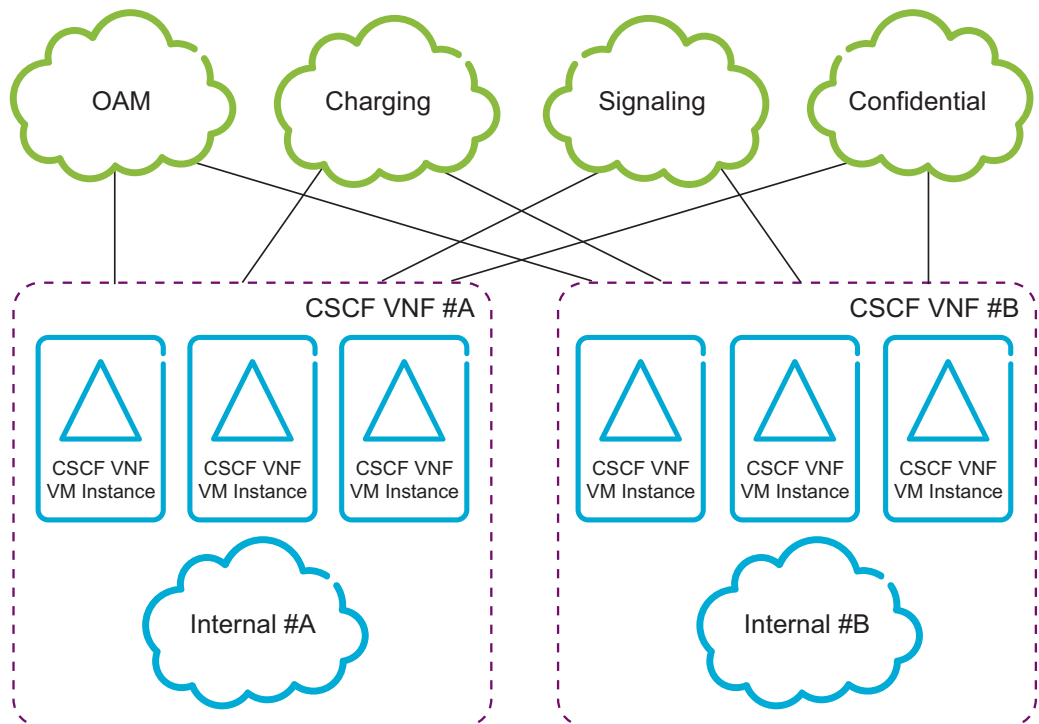 OAM
Charging
Signaling
Confidential
CSCF VNF #A
CSCF VNF
VM Instance
CSCF VNF
VM Instance
CSCF VNF
VM Instance
Internal #A
CSCF VNF #B
CSCF VNF
VM Instance
CSCF VNF
VM Instance
CSCF VNF
VM Instance
Internal #B